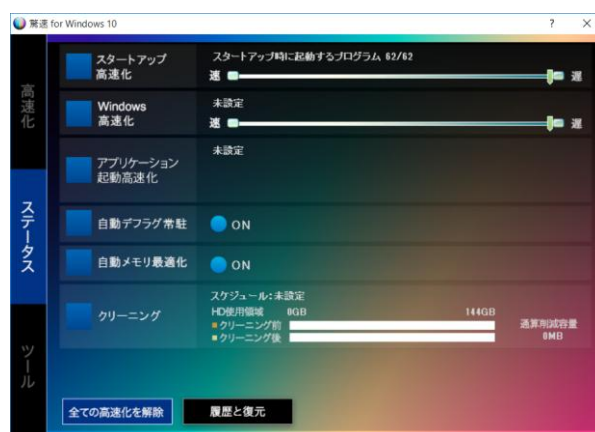 驚速 for Windows 10
高速化
ステータス
ツール
スタートアップ
高速化
スタートアップ時に起動するプログラム 62/62
速
遅
Windows
高速化
未設定
速
遅
アプリケーション
起動高速化
未設定
自動デフラグ常駐
ON
自動メモリ最適化
ON
クリーニング
スケジュール:未設定
HD使用領域 0GB 144GB
クリーニング前
クリーニング後
通算削減容量
0MB
全ての高速化を解除
履歴と復元